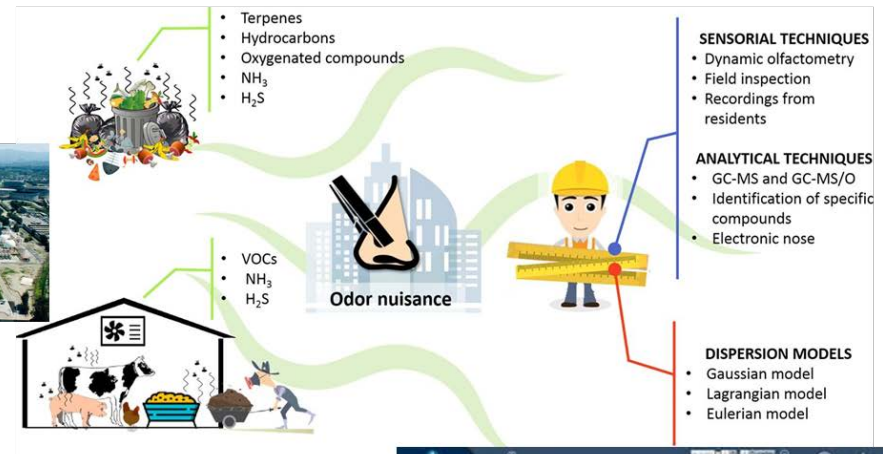 • Terpenes
• Hydrocarbons
• Oxygenated compounds
• NH₃
• H₂S
SENSORIAL TECHNIQUES
• Dynamic olfactometry
• Field inspection
• Recordings from
residents
ANALYTICAL TECHNIQUES
• GC-MS and GC-MS/O
• Identification of specific
compounds
• Electronic nose
• VOCs
• NH₃
• H₂S
Odor nuisance
DISPERSION MODELS
• Gaussian model
• Lagrangian model
• Eulerian model